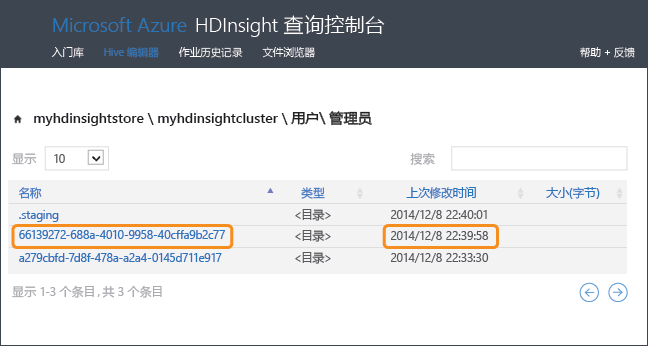 Microsoft Azure HDInsight 查询控制台
入门库 Hive 编辑器 作业历史记录 文件浏览器 帮助 + 反馈
myhdinsightstore \ myhdinsightcluster \ 用户\ 管理员
显示 10 搜索
名称 类型 上次修改时间 大小(字节)
.staging <目录> 2014/12/8 22:40:01
66139272-688a-4010-9958-40cffa9b2c77 <目录> 2014/12/8 22:39:58
a279cbfd-7d8f-478a-a2a4-0145d711e917 <目录> 2014/12/8 22:33:30
显示 1-3 个条目 , 共 3 个条目